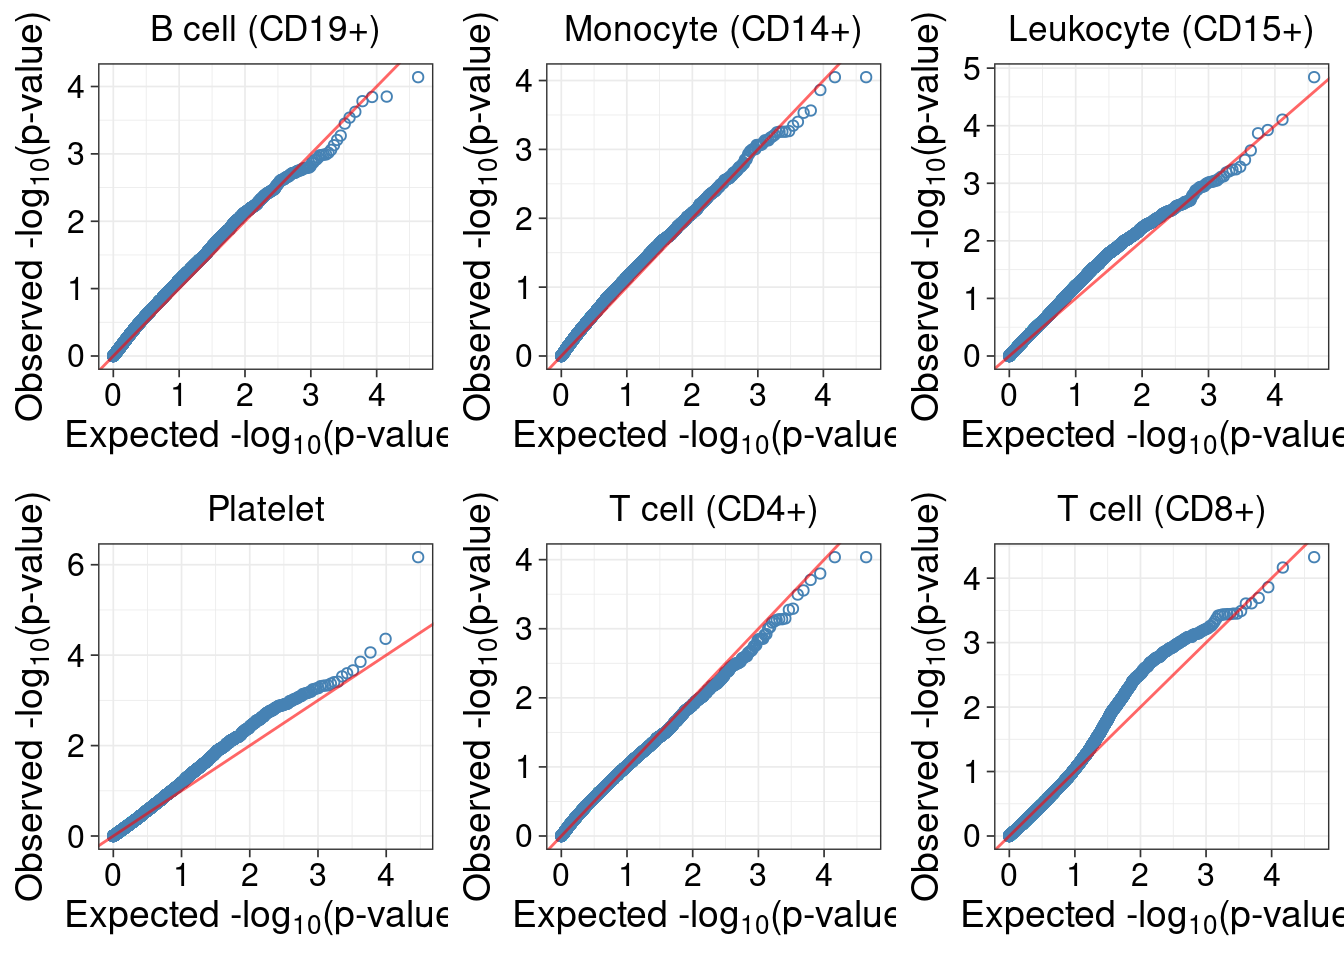 B cell (CD19+)
Observed -log10(p-value)
4
3
2
1
0
0 1 2 3 4
Expected -log10(p-value
Monocyte (CD14+)
Observed -log10(p-value)
4
3
2
1
0
0 1 2 3 4
Expected -log10(p-value
Leukocyte (CD15+)
Observed -log10(p-value)
5
4
3
2
1
0
0 1 2 3 4
Expected -log10(p-value
Platelet
Observed -log10(p-value)
6
4
2
0
0 1 2 3 4
Expected -log10(p-value
T cell (CD4+)
Observed -log10(p-value)
4
3
2
1
0
0 1 2 3 4
Expected -log10(p-value
T cell (CD8+)
Observed -log10(p-value)
4
3
2
1
0
0 1 2 3 4
Expected -log10(p-value